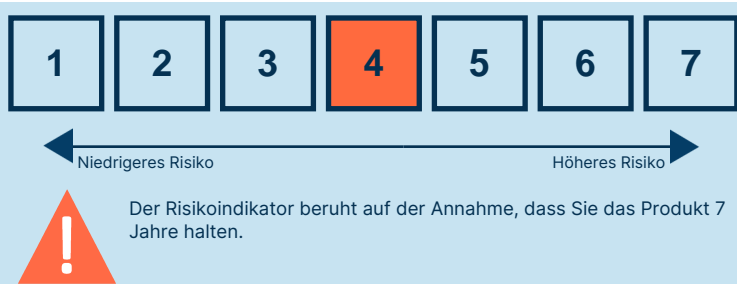 1 2 3 4 5 6 7
Niedrigeres Risiko Höheres Risiko
Der Risikoindikator beruht auf der Annahme, dass Sie das Produkt 7
Jahre halten.
!